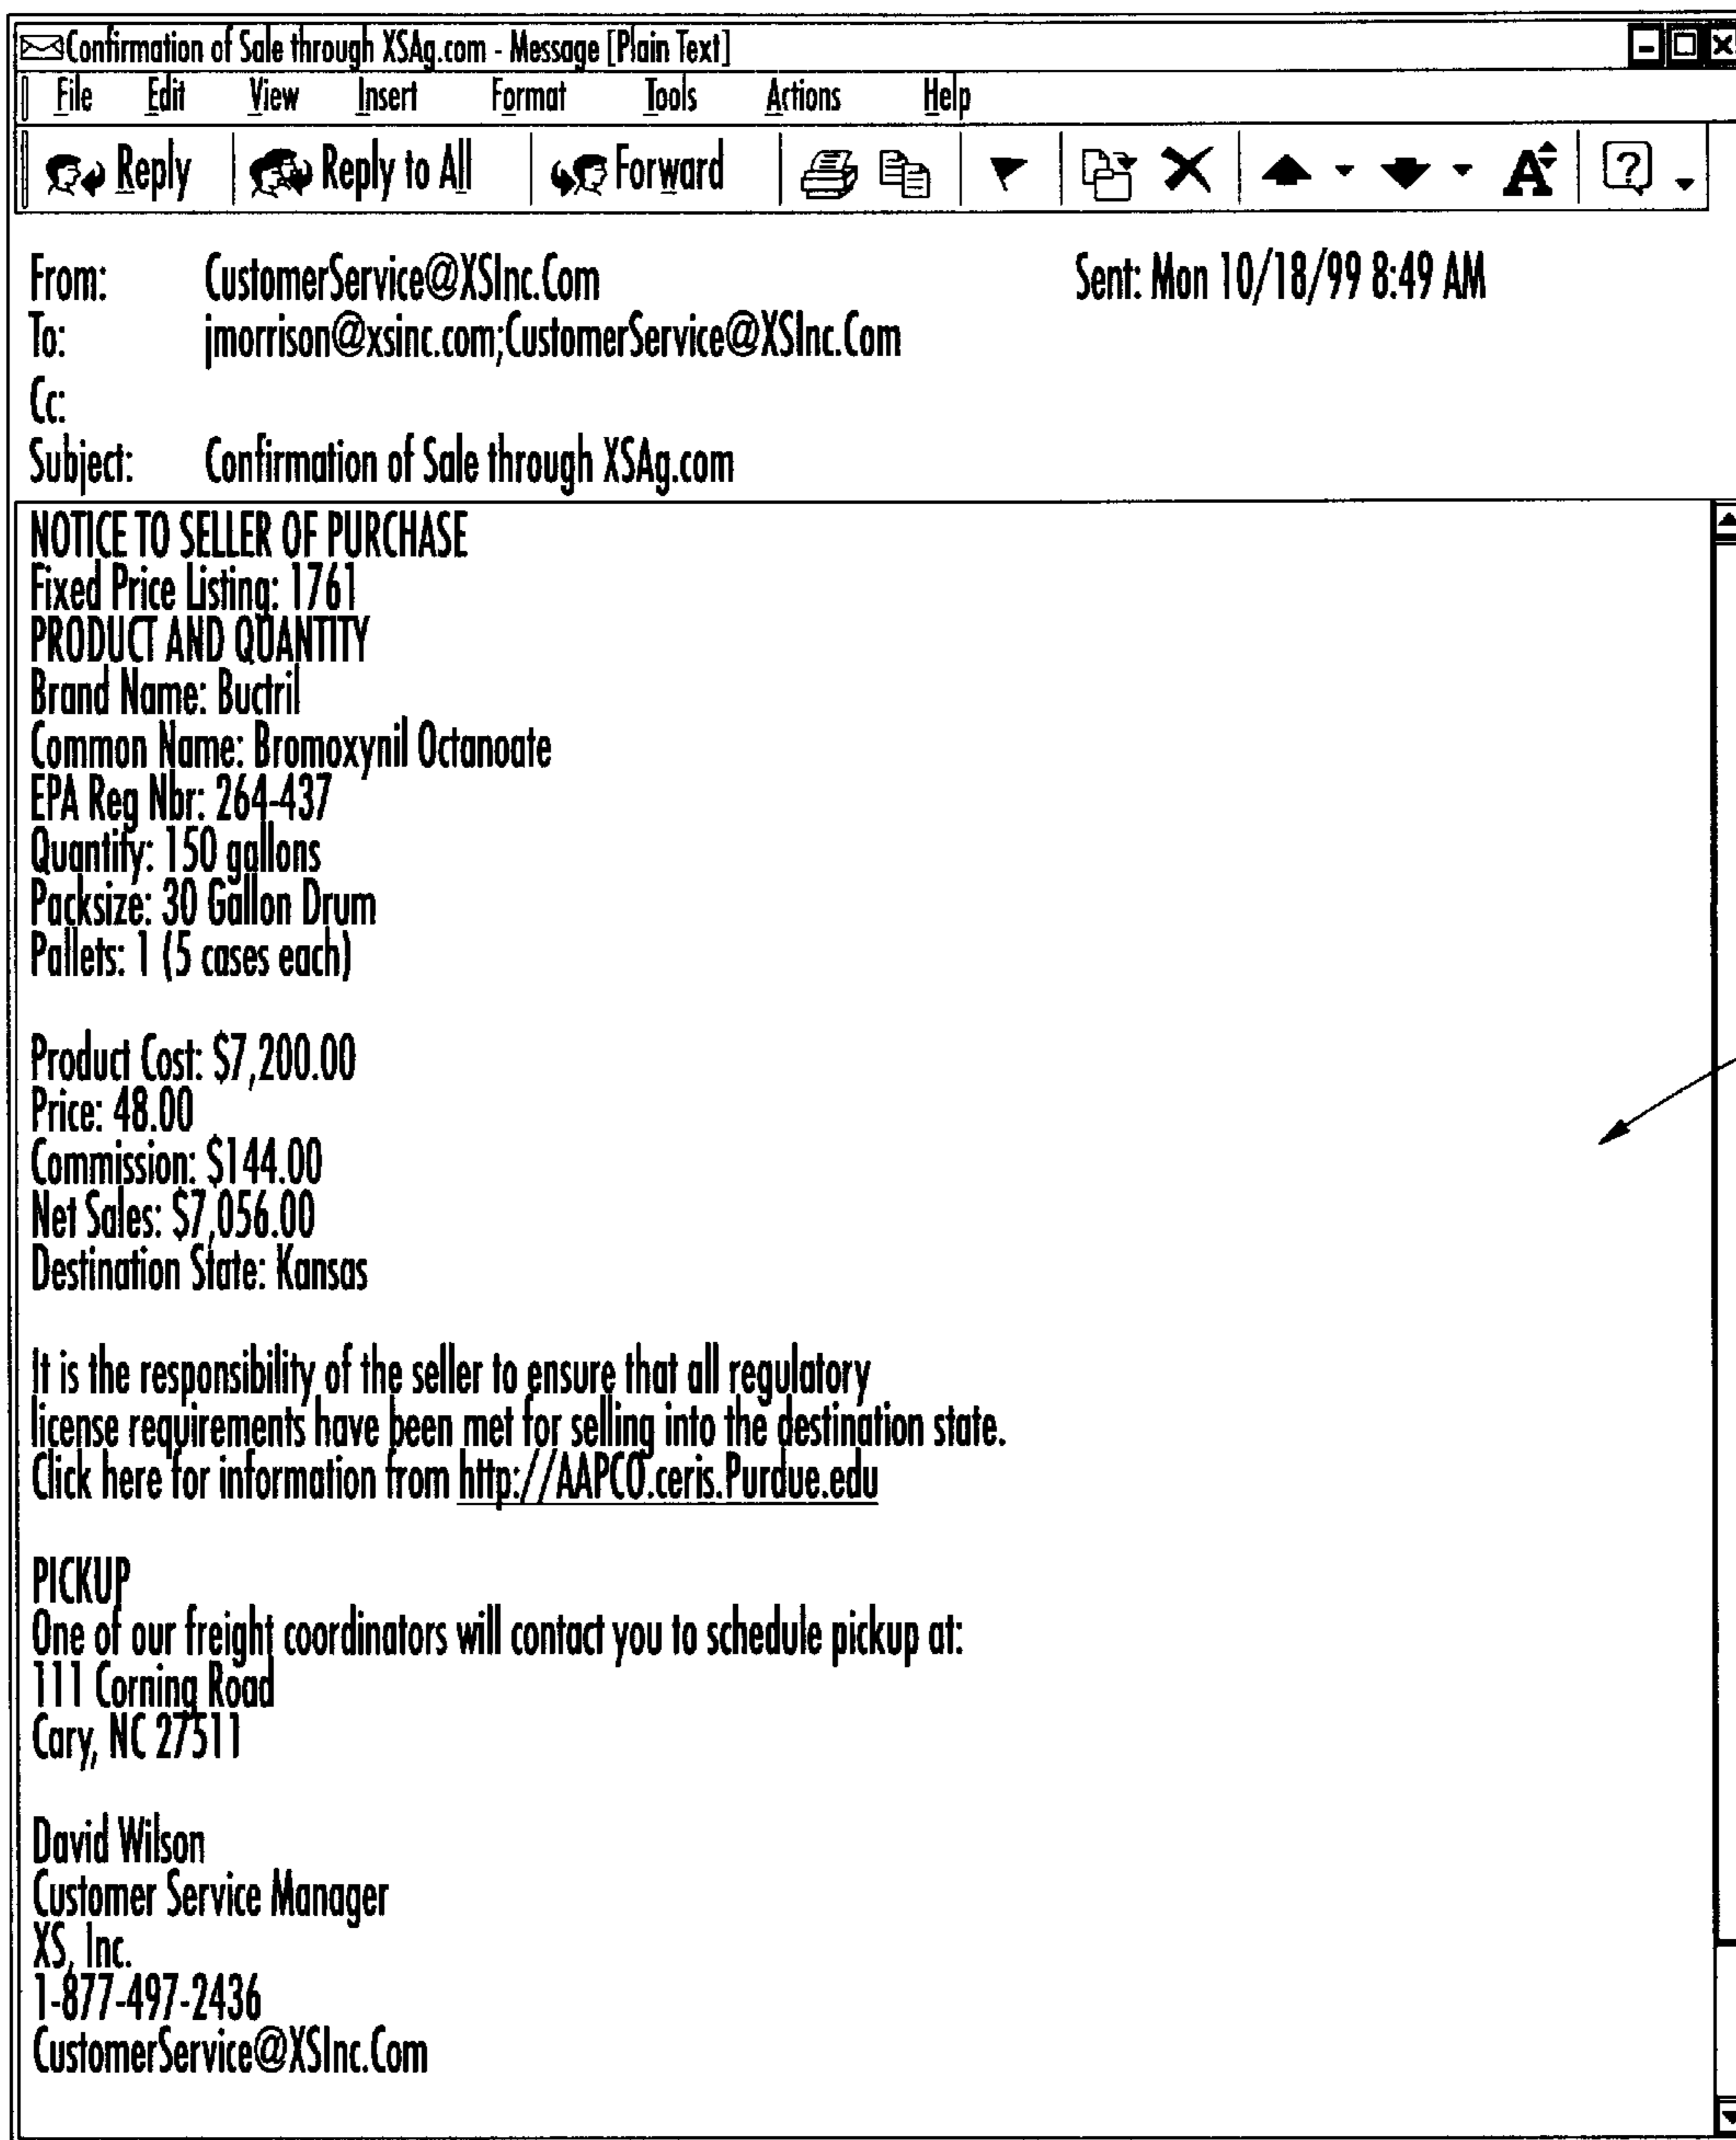 Confirmation of Sale through XSAg.com - Message [Plain Text]
File Edit View Insert Format Tools Actions Help
Reply Reply to All Forward A ?
From: CustomerService@XSInc.Com Sent: Mon 10/18/99 8:49 AM
To: jmorrison@xsinc.com;CustomerService@XSInc.Com
Cc:
Subject: Confirmation of Sale through XSAg.com
NOTICE TO SELLER OF PURCHASE
Fixed Price Listing: 1761
PRODUCT AND QUANTITY
Brand Name: Buctril
Common Name: Bromoxynil Octanoate
EPA Reg Nbr: 264-437
Quantity: 150 gallons
Packsize: 30 Gallon Drum
Pallets: 1 (5 cases each)
Product Cost: $7,200.00
Price: 48.00
Commission: $144.00
Net Sales: $7,056.00
Destination State: Kansas
It is the responsibility of the seller to ensure that all regulatory
license requirements have been met for selling into the destination state.
Click here for information from http://AAPCO.ceris.Purdue.edu
PICKUP
One of our freight coordinators will contact you to schedule pickup at:
111 Corning Road
Cary, NC 27511
David Wilson
Customer Service Manager
XS, Inc.
1-877-497-2436
CustomerService@XSInc.Com